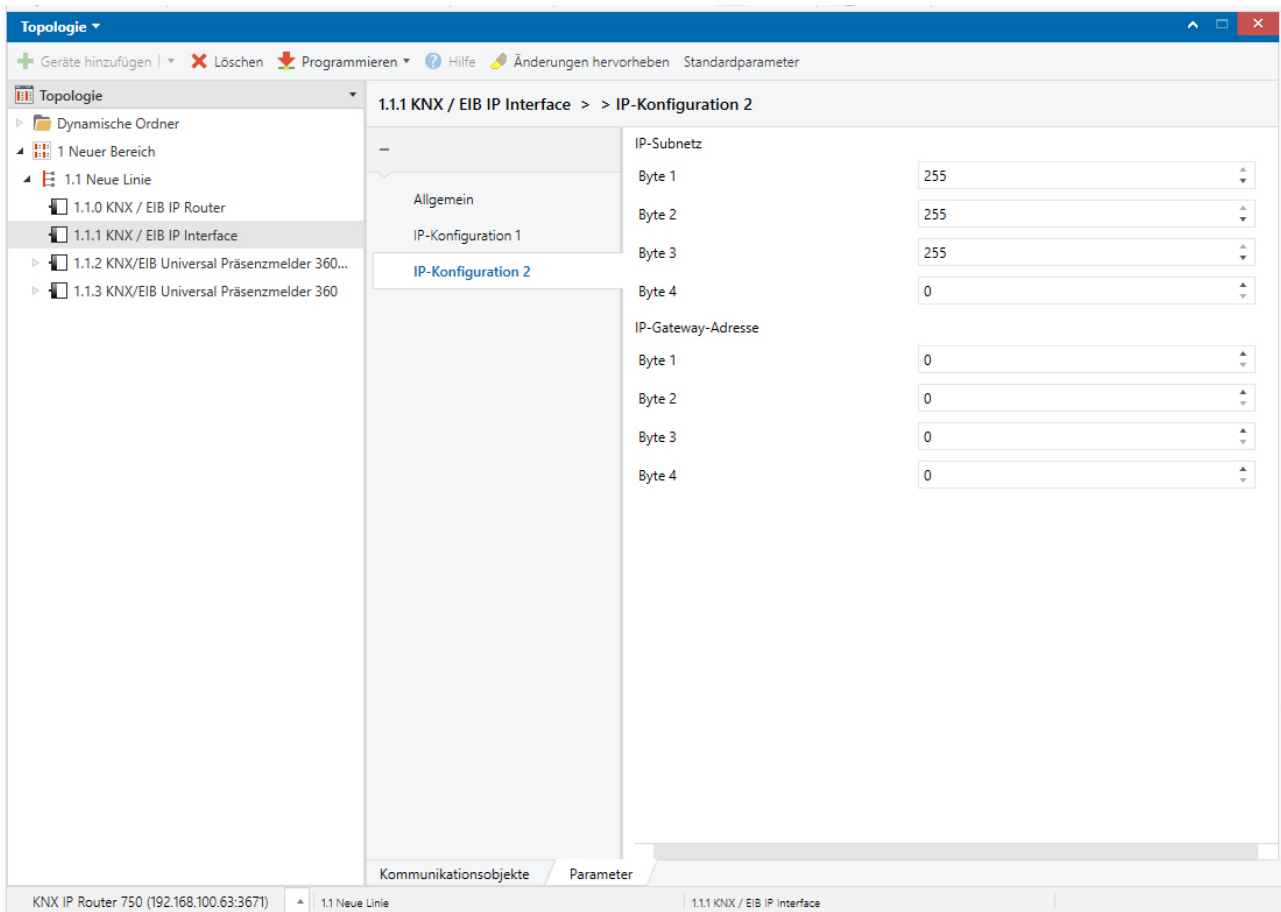 Topologie
Geräte hinzufügen Löschen Programmieren Hilfe Änderungen hervorheben Standardparameter
Topologie
Dynamische Ordner
1 Neuer Bereich
1.1 Neue Linie
1.1.0 KNX / EIB IP Router
1.1.1 KNX / EIB IP Interface
1.1.2 KNX/EIB Universal Präsenzmelder 360...
1.1.3 KNX/EIB Universal Präsenzmelder 360
1.1.1 KNX / EIB IP Interface > > IP-Konfiguration 2
–
Allgemein
IP-Konfiguration 1
IP-Konfiguration 2
IP-Subnetz
Byte 1 255
Byte 2 255
Byte 3 255
Byte 4 0
IP-Gateway-Adresse
Byte 1 0
Byte 2 0
Byte 3 0
Byte 4 0
Kommunikationsobjekte Parameter
KNX IP Router 750 (192.168.100.63:3671) 1.1 Neue Linie 1.1.1 KNX / EIB IP Interface